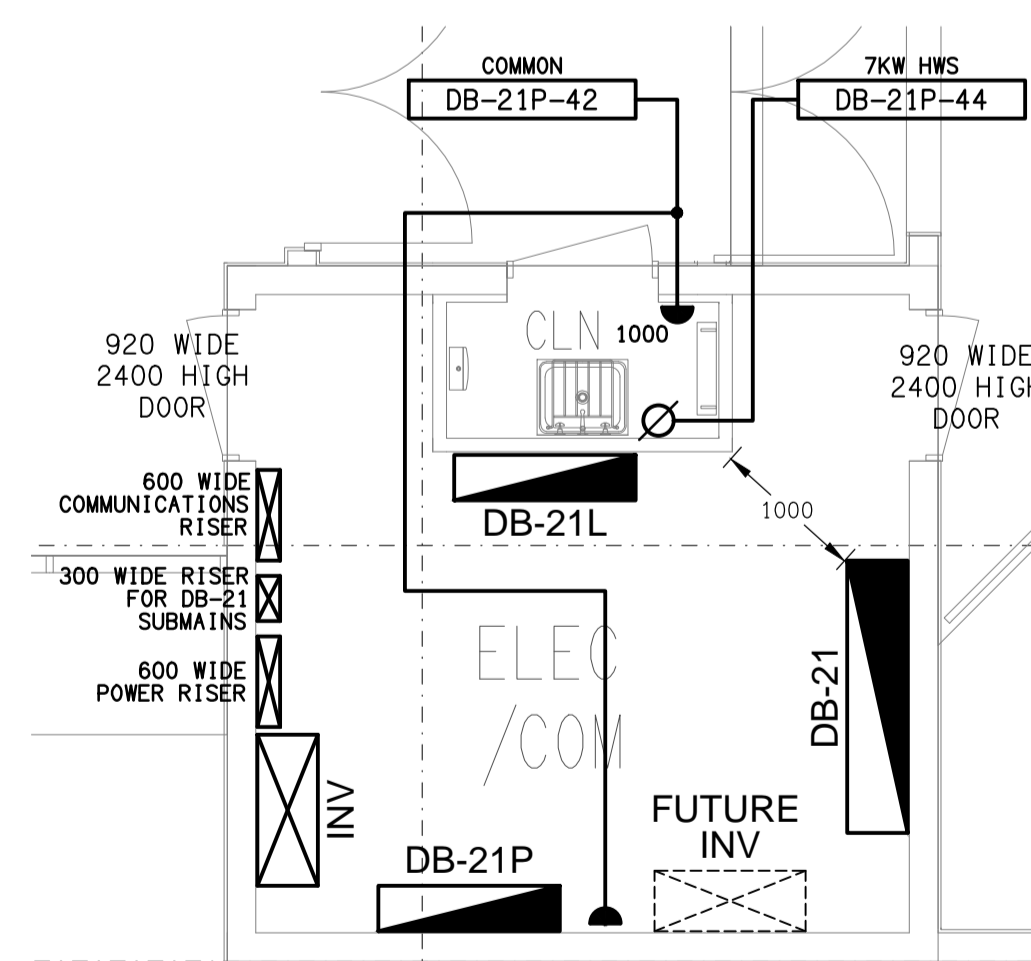 COMMON
DB-21P-42
7KW HWS
DB-21P-44
920 WIDE
2400 HIGH
DOOR
CLN
1000
920 WIDE
2400 HIGH
DOOR
600 WIDE
COMMUNICATIONS
RISER
DB-21L
1000
300 WIDE RISER
FOR DB-21
SUBMAINS
ELEC
/COM
600 WIDE
POWER RISER
DB-21
INV
FUTURE
INV
DB-21P